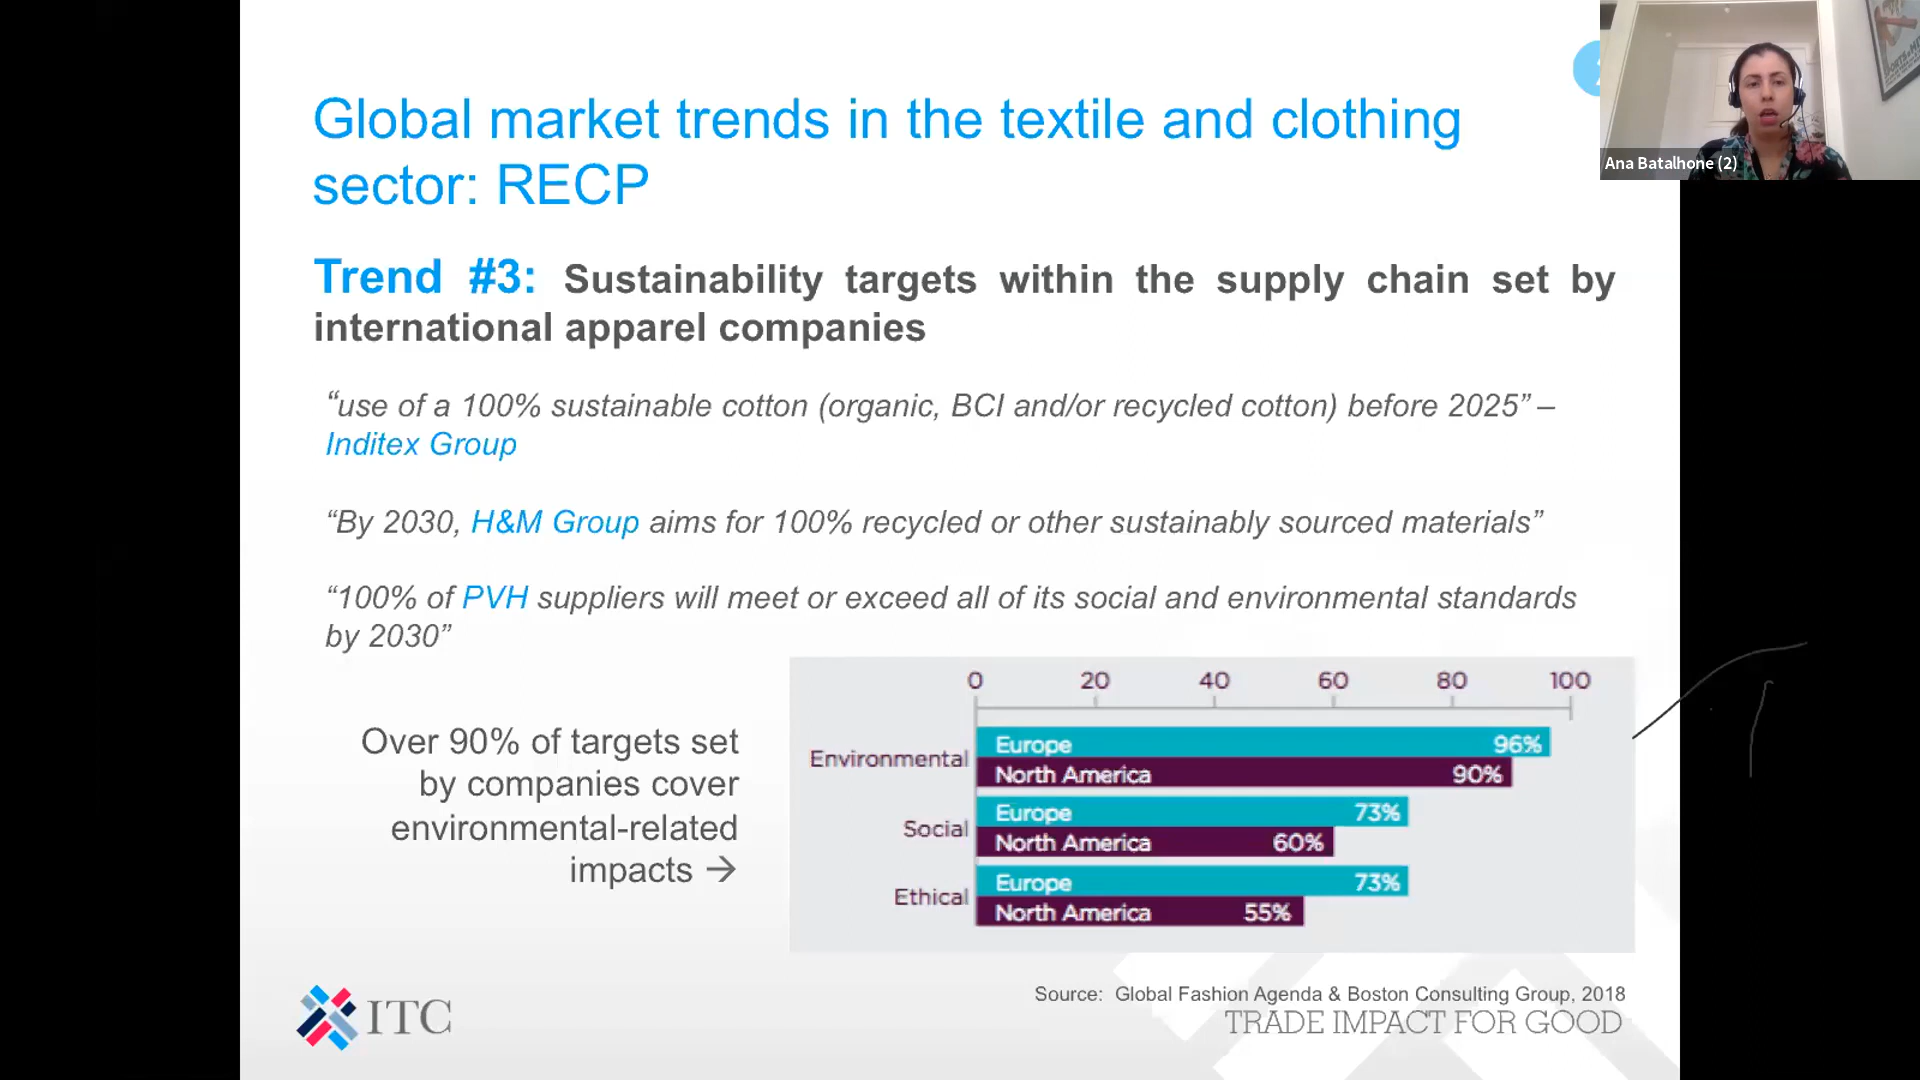 Global market trends in the textile and clothing
sector: RECP
Trend #3: Sustainability targets within the supply chain set by
international apparel companies
“use of a 100% sustainable cotton (organic, BCI and/or recycled cotton) before 2025” –
Inditex Group
“By 2030, H&M Group aims for 100% recycled or other sustainably sourced materials”
“100% of PVH suppliers will meet or exceed all of its social and environmental standards
by 2030”
Over 90% of targets set
by companies cover
environmental-related
impacts →
0 20 40 60 80 100
Environmental
Europe 96%
North America 90%
Social
Europe 73%
North America 60%
Ethical
Europe 73%
North America 55%
Source: Global Fashion Agenda & Boston Consulting Group, 2018
ITC
TRADE IMPACT FOR GOOD
Ana Batalhone (2)